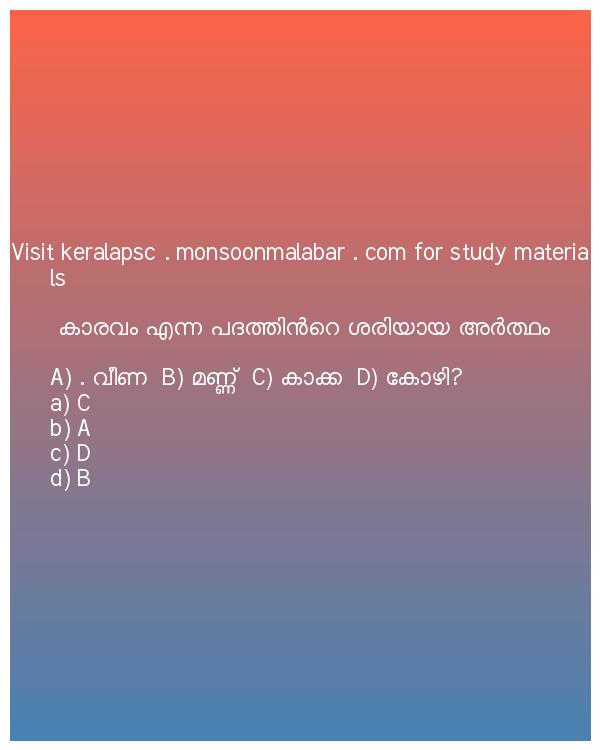 Visit keralapsc . monsoonmalabar . com for study materia
ls
കാരവം എന്ന പദത്തിൻറെ ശരിയായ അർത്ഥം
A) . വീണ B) മണ്ണ് C) കാക്ക D) കോഴി?
a) C
b) A
c) D
d) B